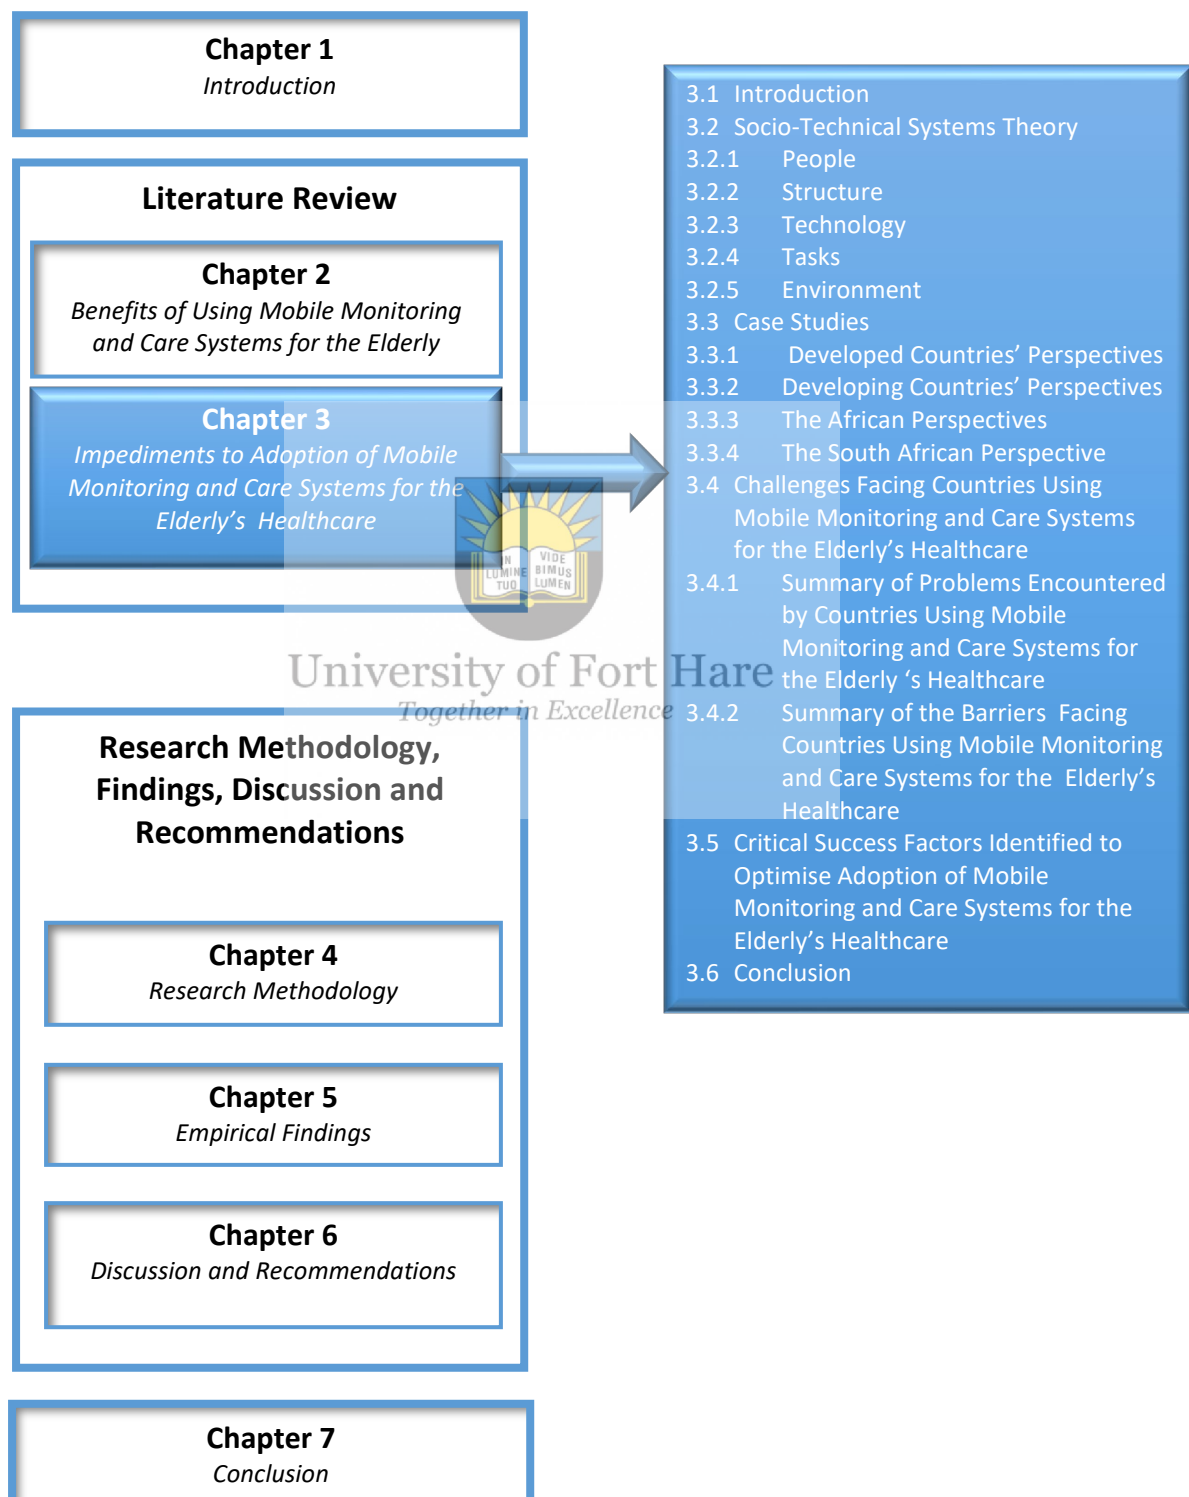 Chapter 1
Introduction
Literature Review
Chapter 2
Benefits of Using Mobile Monitoring
and Care Systems for the Elderly
Chapter 3
Impediments to Adoption of Mobile
Monitoring and Care Systems for the
Elderly's Healthcare
3.1 Introduction
3.2 Socio-Technical Systems Theory
3.2.1 People
3.2.2 Structure
3.2.3 Technology
3.2.4 Tasks
3.2.5 Environment
3.3 Case Studies
3.3.1 Developed Countries' Perspectives
3.3.2 Developing Countries' Perspectives
3.3.3 The African Perspectives
3.3.4 The South African Perspective
3.4 Challenges Facing Countries Using
Mobile Monitoring and Care Systems
for the Elderly's Healthcare
3.4.1 Summary of Problems Encountered
by Countries Using Mobile
Monitoring and Care Systems for
the Elderly 's Healthcare
3.4.2 Summary of the Barriers Facing
Countries Using Mobile Monitoring
and Care Systems for the Elderly's
Healthcare
3.5 Critical Success Factors Identified to
Optimise Adoption of Mobile
Monitoring and Care Systems for the
Elderly's Healthcare
3.6 Conclusion
IN
LUMINE
TUO
VIDE
BIMUS
LUMEN
University of Fort Hare
Together in Excellence
Research Methodology,
Findings, Discussion and
Recommendations
Chapter 4
Research Methodology
Chapter 5
Empirical Findings
Chapter 6
Discussion and Recommendations
Chapter 7
Conclusion